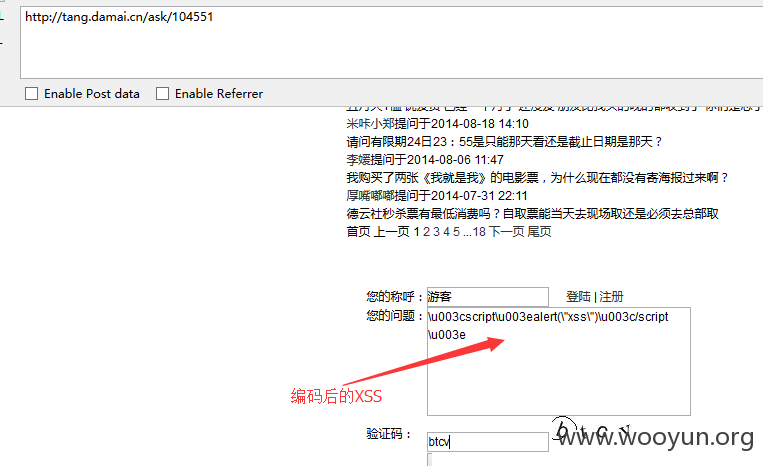 http://tang.damai.cn/ask/104551
Enable Post data Enable Referrer
米咔小郑提问于2014-08-18 14:10
请问有限期24日23：55是只能那天看还是截止日期是那天？
李媛提问于2014-08-06 11:47
我购买了两张《我就是我》的电影票，为什么现在都没有寄海报过来啊？
厚嘴嘟嘟提问于2014-07-31 22:11
德云社秒杀票有最低消费吗？自取票能当天去现场取还是必须去总部取
首页 上一页 1 2 3 4 5 ...18 下一页 尾页
您的称呼：游客 登陆 | 注册
您的问题：\u003cscript\u003ealert(\"xss\")\u003c/script
\u003e
编码后的XSS
验证码： btcv b t c v
www.wooyun.org